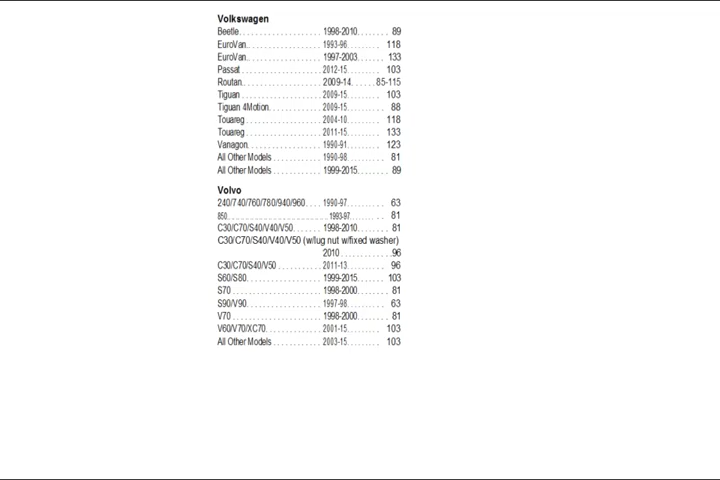 Volkswagen
Beetle. . . . . . . . . . . . . . . . . . . 1998-2010. . . . . . . . 89
EuroVan. . . . . . . . . . . . . . . . . . 1993-96. . . . . . . . . 118
EuroVan. . . . . . . . . . . . . . . . . . 1997-2003. . . . . . . 133
Passat . . . . . . . . . . . . . . . . . . . 2012-15. . . . . . . . . 103
Routan. . . . . . . . . . . . . . . . . . . 2009-14. . . . . . 85-115
Tiguan . . . . . . . . . . . . . . . . . . . 2009-15. . . . . . . . . 103
Tiguan 4Motion. . . . . . . . . . . . . 2009-15. . . . . . . . . 88
Touareg . . . . . . . . . . . . . . . . . . 2004-10. . . . . . . . . 118
Touareg . . . . . . . . . . . . . . . . . . 2011-15. . . . . . . . . 133
Vanagon. . . . . . . . . . . . . . . . . . 1990-91. . . . . . . . . 123
All Other Models . . . . . . . . . . . . 1990-98. . . . . . . . . 81
All Other Models . . . . . . . . . . . . 1999-2015. . . . . . . . 89
Volvo
240/740/760/780/940/960. . . . 1990-97. . . . . . . . . 63
850. . . . . . . . . . . . . . . . . . . . . 1993-97. . . . . . . . . 81
C30/C70/S40/V40/V50. . . . . . . 1998-2010. . . . . . . . 81
C30/C70/S40/V40/V50 (w/lug nut w/fixed washer)
2010 . . . . . . . . . . . . .96
C30/C70/S40/V50 . . . . . . . . . . . 2011-13. . . . . . . . . 96
S60/S80. . . . . . . . . . . . . . . . . . 1999-2015. . . . . . . 103
S70 . . . . . . . . . . . . . . . . . . . . . 1998-2000. . . . . . . . 81
S90/V90. . . . . . . . . . . . . . . . . . 1997-98. . . . . . . . . 63
V70 . . . . . . . . . . . . . . . . . . . . . 1998-2000. . . . . . . . 81
V60/V70/XC70. . . . . . . . . . . . . . 2001-15. . . . . . . . . 103
All Other Models . . . . . . . . . . . . 2003-15. . . . . . . . . 103